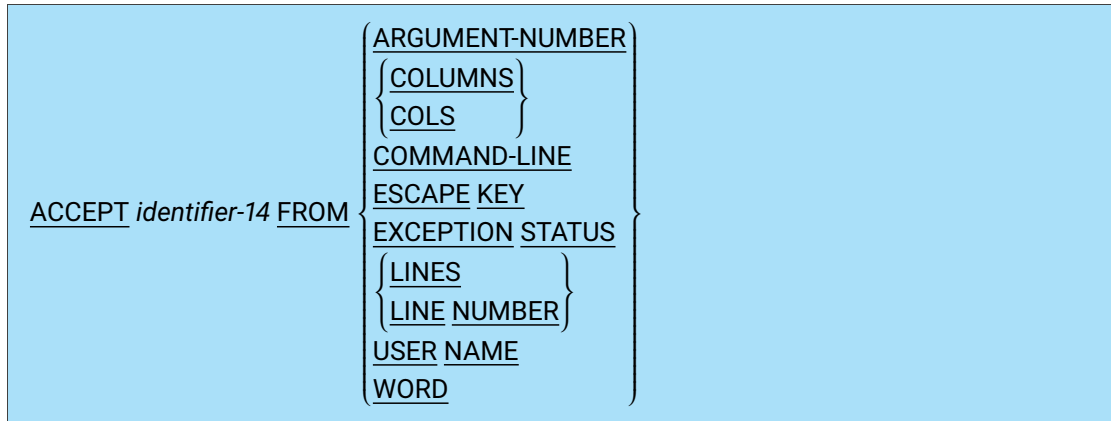 ARGUMENT-NUMBER
COLUMNS
COLS
COMMAND-LINE
ESCAPE KEY
ACCEPT identifier-14 FROM
EXCEPTION STATUS
LINES
LINE NUMBER
USER NAME
WORD